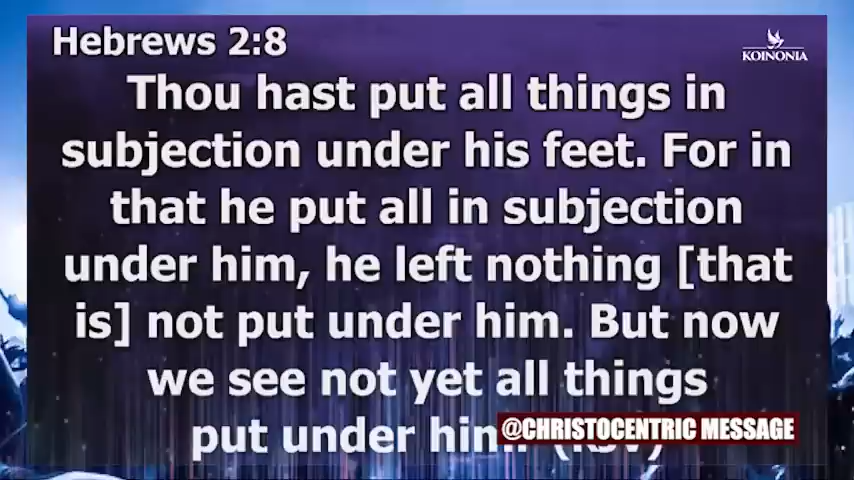 Hebrews 2:8
KOINONIA
Thou hast put all things in
subjection under his feet. For in
that he put all in subjection
under him, he left nothing [that
is] not put under him. But now
we see not yet all things
put under
@CHRISTOCENTRIC MESSAGE